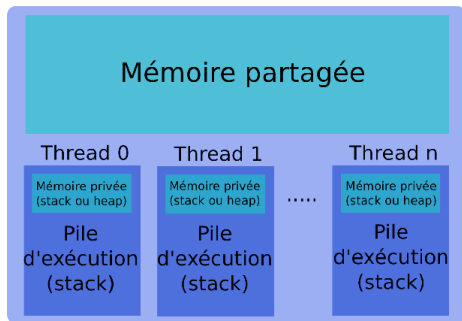 Mémoire partagée
Thread 0
Mémoire privée
(stack ou heap)
Pile
d'exécution
(stack)
Thread 1
Mémoire privée
(stack ou heap)
Pile
d'exécution
(stack)
.....
Thread n
Mémoire privée
(stack ou heap)
Pile
d'exécution
(stack)